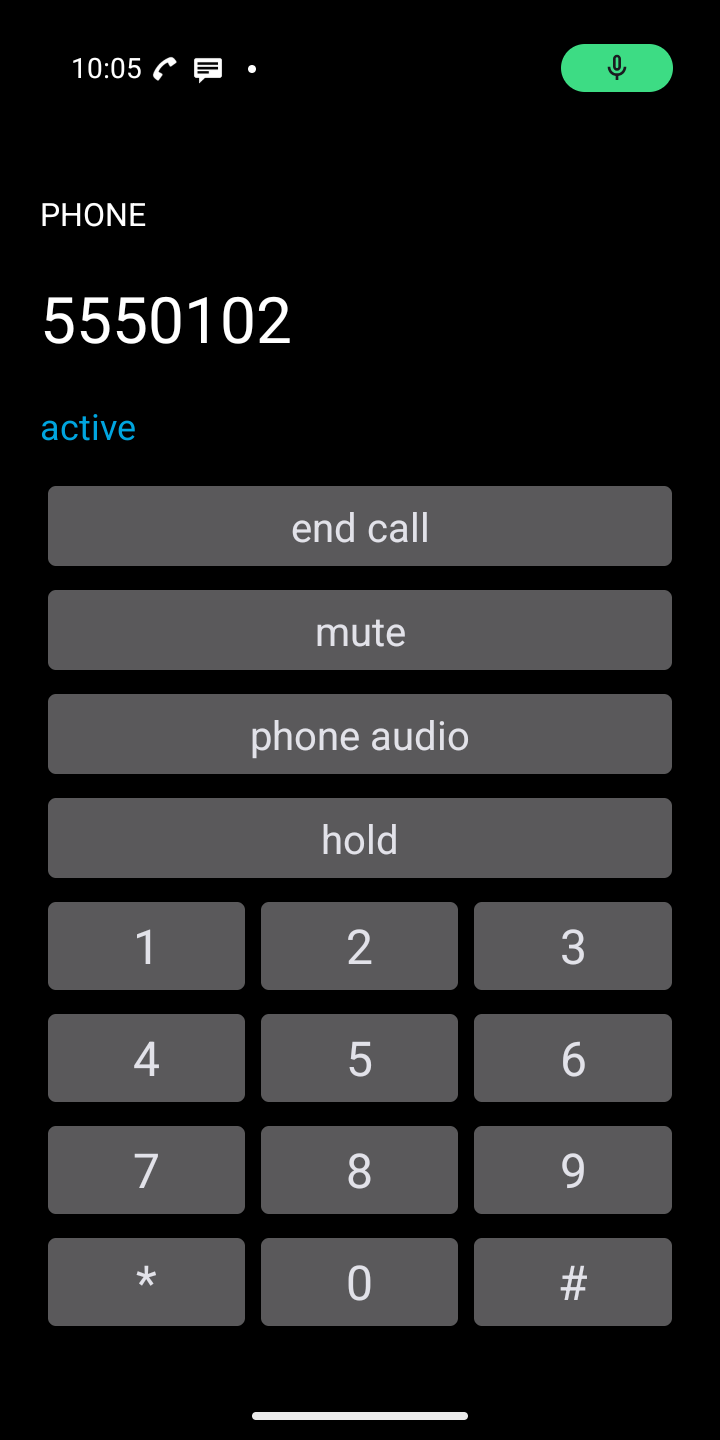 10:05
PHONE
5550102
active
end call
mute
phone audio
hold
1 2 3
4 5 6
7 8 9
* 0 #